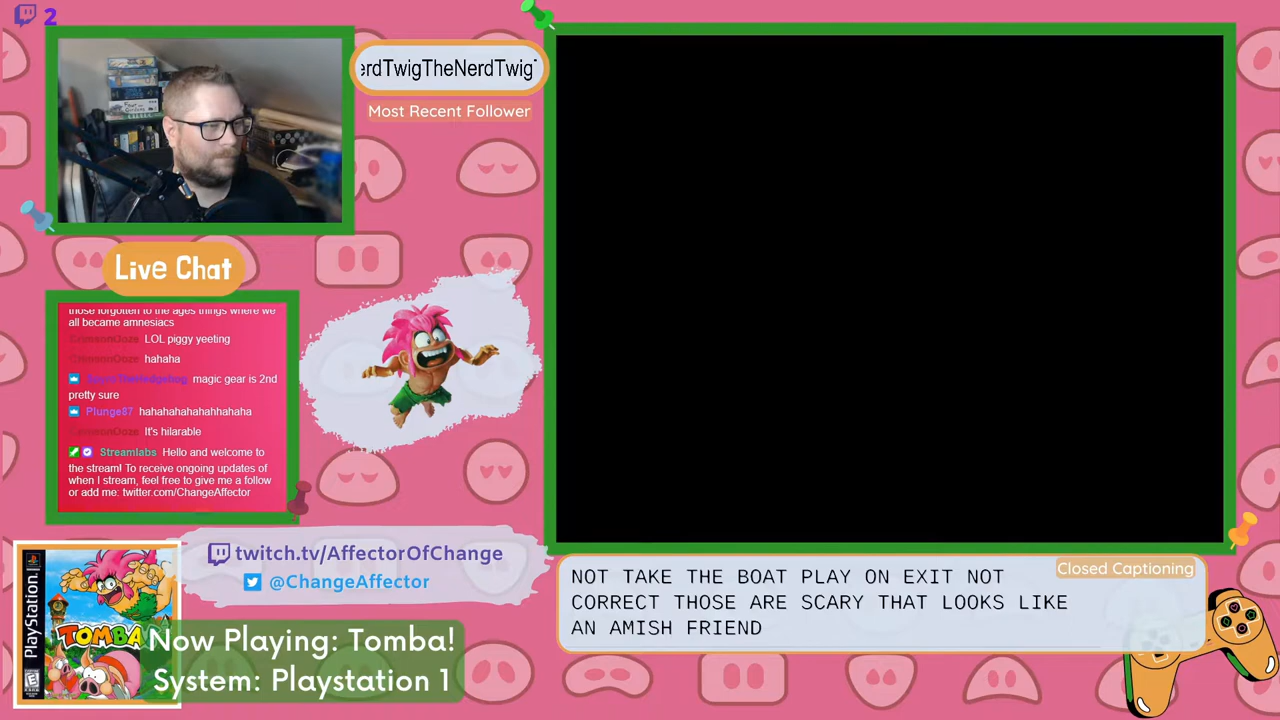 2
erdTwigTheNerdTwig
Most Recent Follower
Live Chat
those forgotten to the ages things where we
all became amnesiacs
CrimsonOoze LOL piggy yeeting
CrimsonOoze hahaha
magic gear is 2nd
pretty sure
Plunge87 hahahahahahahhahaha
CrimsonOoze It's hilarable
Streamlabs Hello and welcome to
the stream! To receive ongoing updates of
when I stream, feel free to give me a follow
or add me: twitter.com/ChangeAffector
twitch.tv/AffectorOfChange
@ChangeAffector
PlayStation
TOMBA!
Now Playing: Tomba!
System: Playstation 1
Closed Captioning
NOT TAKE THE BOAT PLAY ON EXIT NOT
CORRECT THOSE ARE SCARY THAT LOOKS LIKE
AN AMISH FRIEND